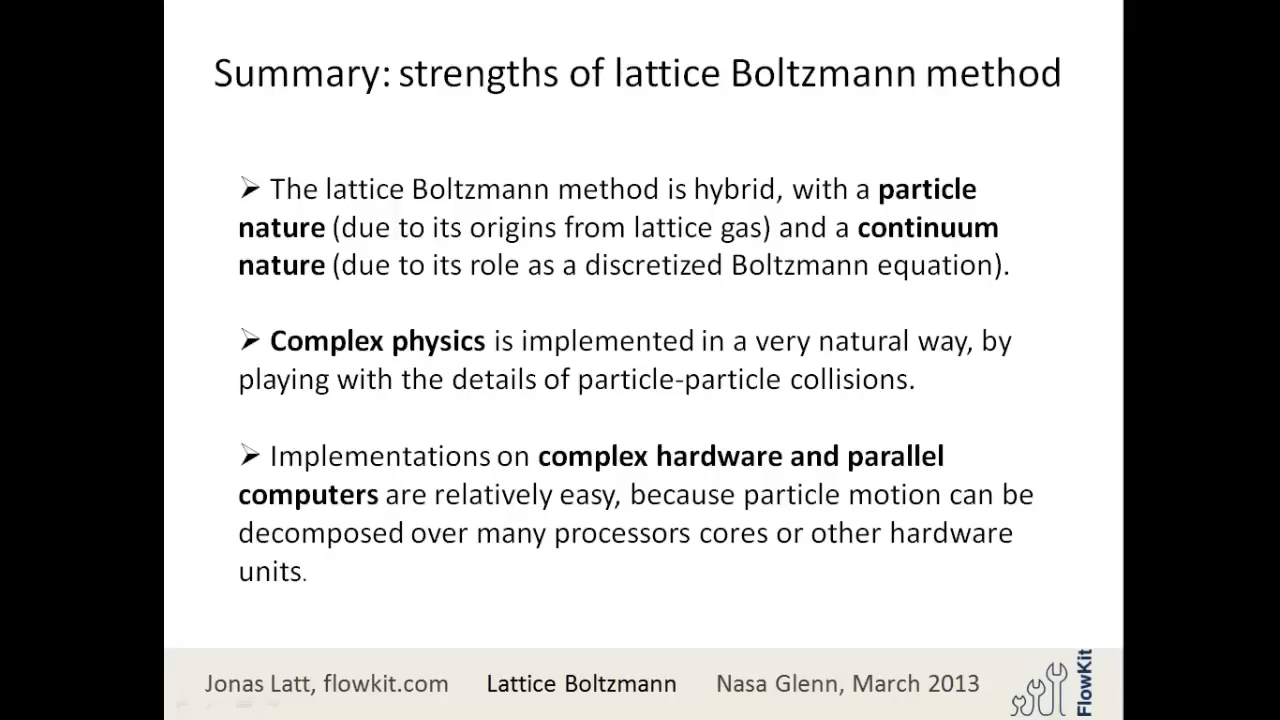 Summary: strengths of lattice Boltzmann method
➢ The lattice Boltzmann method is hybrid, with a particle
nature (due to its origins from lattice gas) and a continuum
nature (due to its role as a discretized Boltzmann equation).
➢ Complex physics is implemented in a very natural way, by
playing with the details of particle-particle collisions.
➢ Implementations on complex hardware and parallel
computers are relatively easy, because particle motion can be
decomposed over many processors cores or other hardware
units.
Jonas Latt, flowkit.com Lattice Boltzmann Nasa Glenn, March 2013
FlowKit